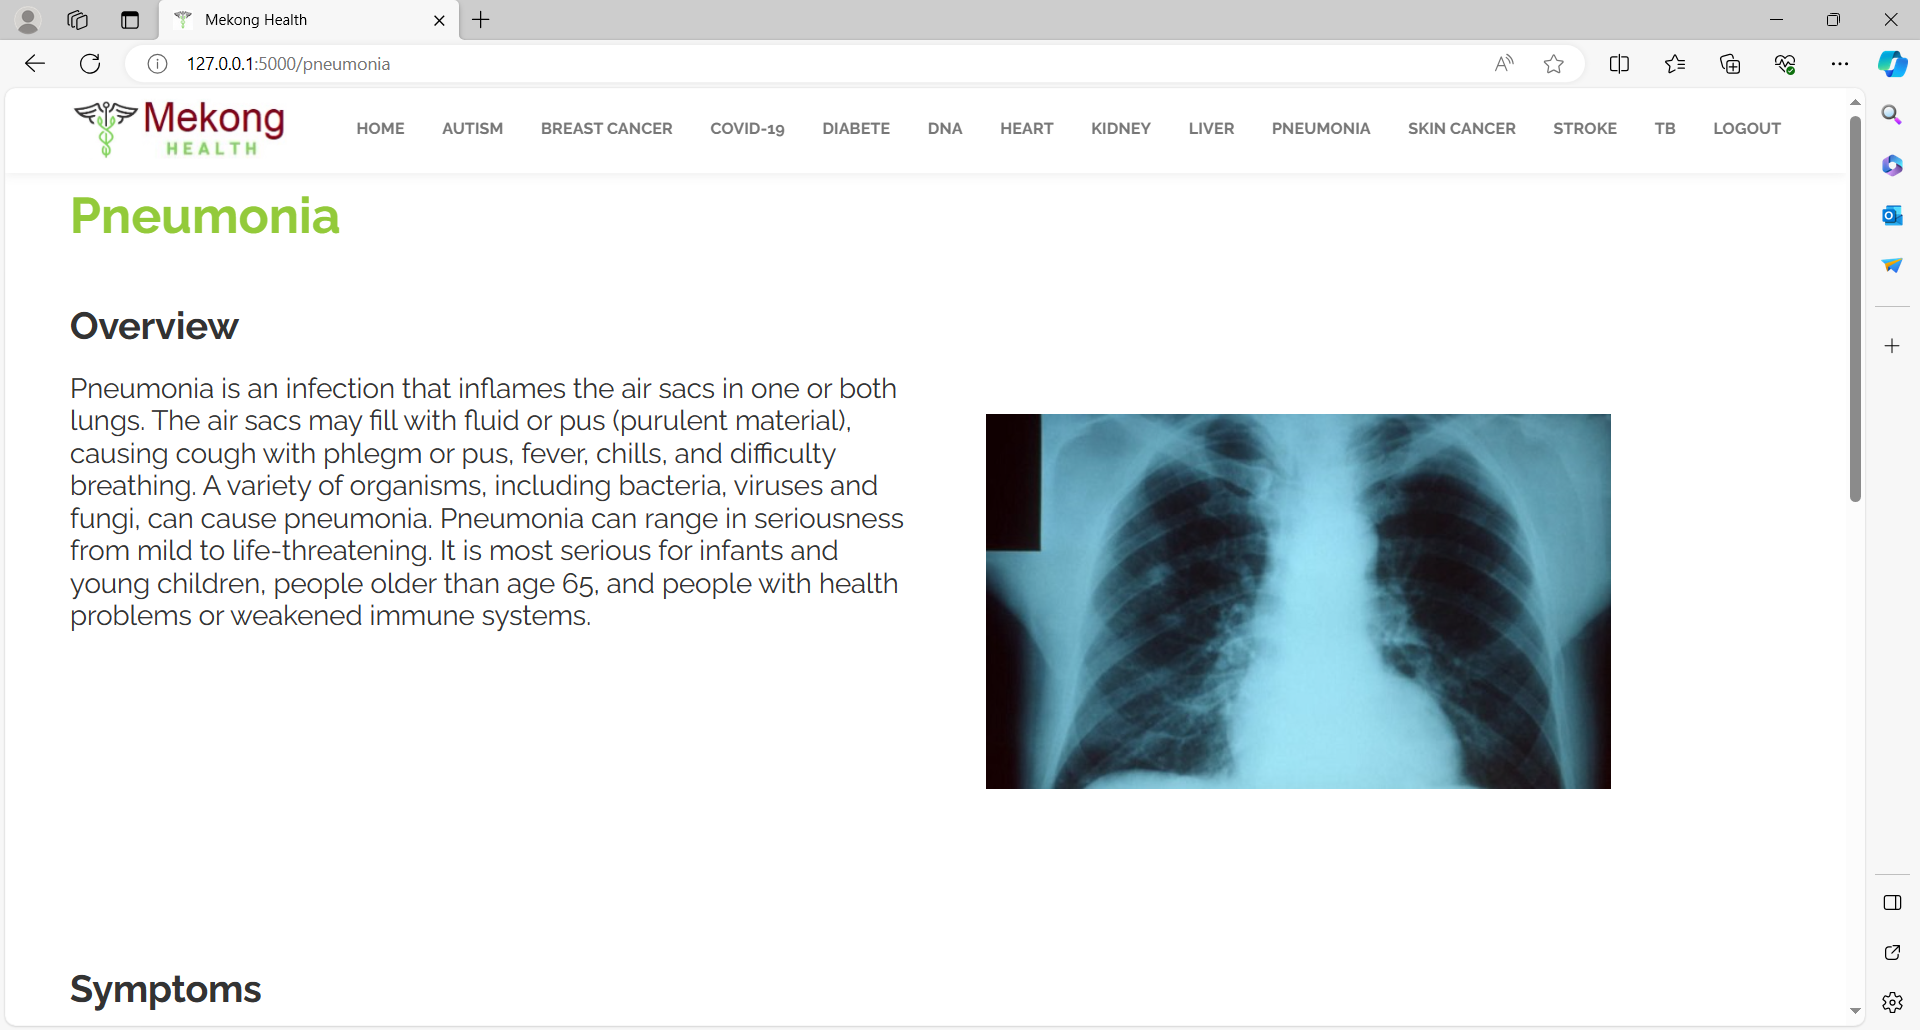 Mekong Health
127.0.0.1:5000/pneumonia
Mekong
HEALTH
HOME AUTISM BREAST CANCER COVID-19 DIABETE DNA HEART KIDNEY LIVER PNEUMONIA SKIN CANCER STROKE TB LOGOUT
Pneumonia
Overview
Pneumonia is an infection that inflames the air sacs in one or both
lungs. The air sacs may fill with fluid or pus (purulent material),
causing cough with phlegm or pus, fever, chills, and difficulty
breathing. A variety of organisms, including bacteria, viruses and
fungi, can cause pneumonia. Pneumonia can range in seriousness
from mild to life-threatening. It is most serious for infants and
young children, people older than age 65, and people with health
problems or weakened immune systems.
Symptoms